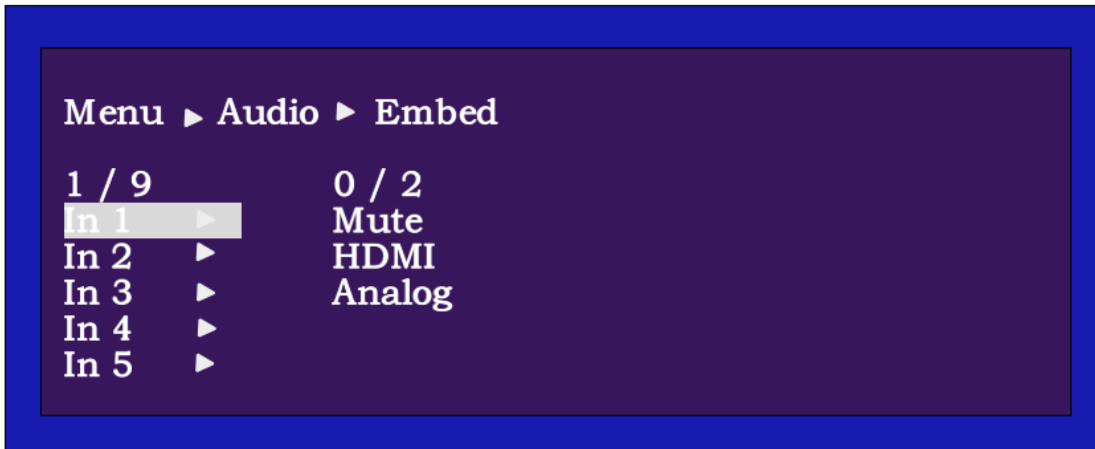 Menu ▶ Audio ▶ Embed
1 / 9 0 / 2
In 1 ▶ Mute
In 2 ▶ HDMI
In 3 ▶ Analog
In 4 ▶
In 5 ▶